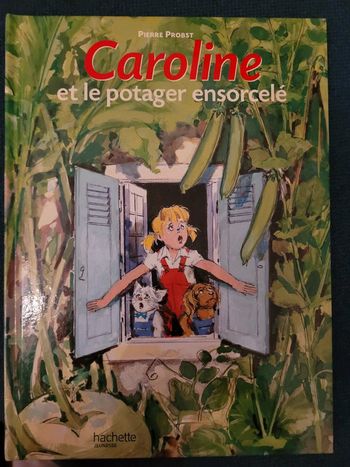 PIERRE PROBST
Caroline
et le potager ensorcelé
hachette
JEUNESSE